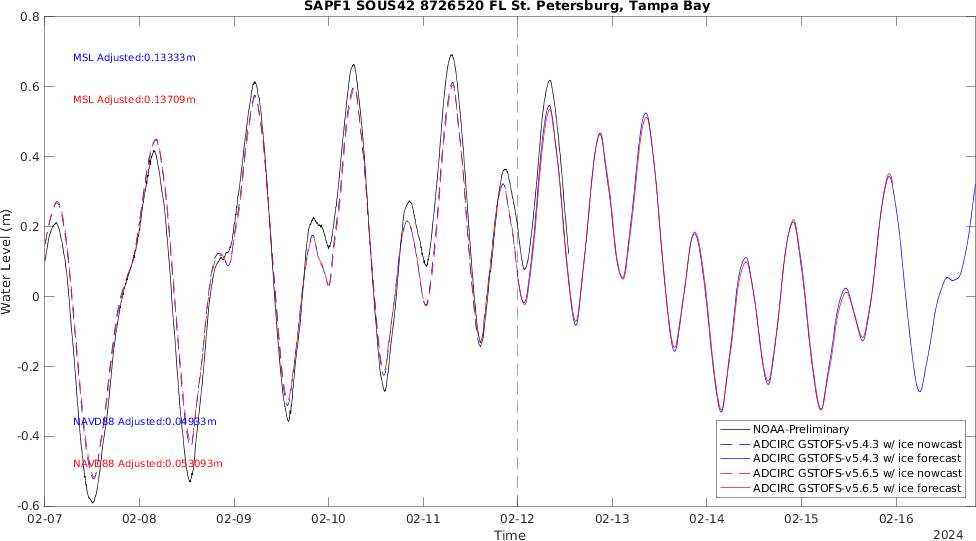 SAPF1 SOUS42 8726520 FL St. Petersburg, Tampa Bay
0.8
0.6
0.4
0.2
0
-0.2
-0.4
-0.6
Water Level (m)
MSL Adjusted:0.13333m
MSL Adjusted:0.13709m
NAVD88 Adjusted:0.04933m
NAVD88 Adjusted:0.053093m
NOAA-Preliminary
ADCIRC GSTOFS-v5.4.3 w/ ice nowcast
ADCIRC GSTOFS-v5.4.3 w/ ice forecast
ADCIRC GSTOFS-v5.6.5 w/ ice nowcast
ADCIRC GSTOFS-v5.6.5 w/ ice forecast
02-07 02-08 02-09 02-10 02-11 02-12 02-13 02-14 02-15 02-16
Time
2024